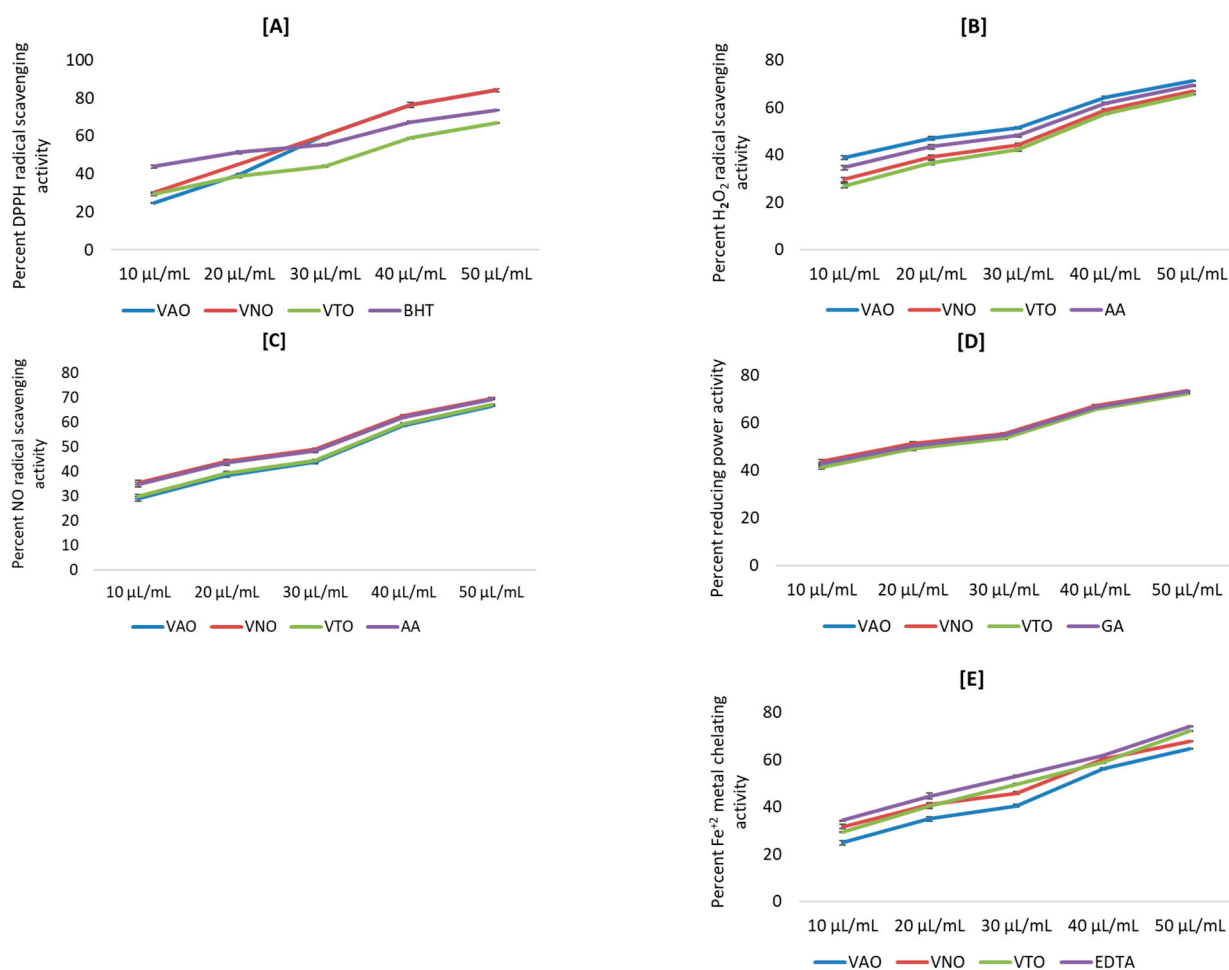 [A]
Percent DPPH radical scavenging
activity
100
80
60
40
20
0
10 µL/mL 20 µL/mL 30 µL/mL 40 µL/mL 50 µL/mL
VAO VNO VTO BHT
[B]
Percent H₂O₂ radical scavenging
activity
80
60
40
20
0
10 µL/mL 20 µL/mL 30 µL/mL 40 µL/mL 50 µL/mL
VAO VNO VTO AA
[C]
Percent NO radical scavenging
activity
80
70
60
50
40
30
20
10
0
10 µL/mL 20 µL/mL 30 µL/mL 40 µL/mL 50 µL/mL
VAO VNO VTO AA
[D]
Percent reducing power activity
80
60
40
20
0
10 µL/mL 20 µL/mL 30 µL/mL 40 µL/mL 50 µL/mL
VAO VNO VTO GA
[E]
Percent Fe⁺² metal chelating
activity
80
60
40
20
0
10 µL/mL 20 µL/mL 30 µL/mL 40 µL/mL 50 µL/mL
VAO VNO VTO EDTA